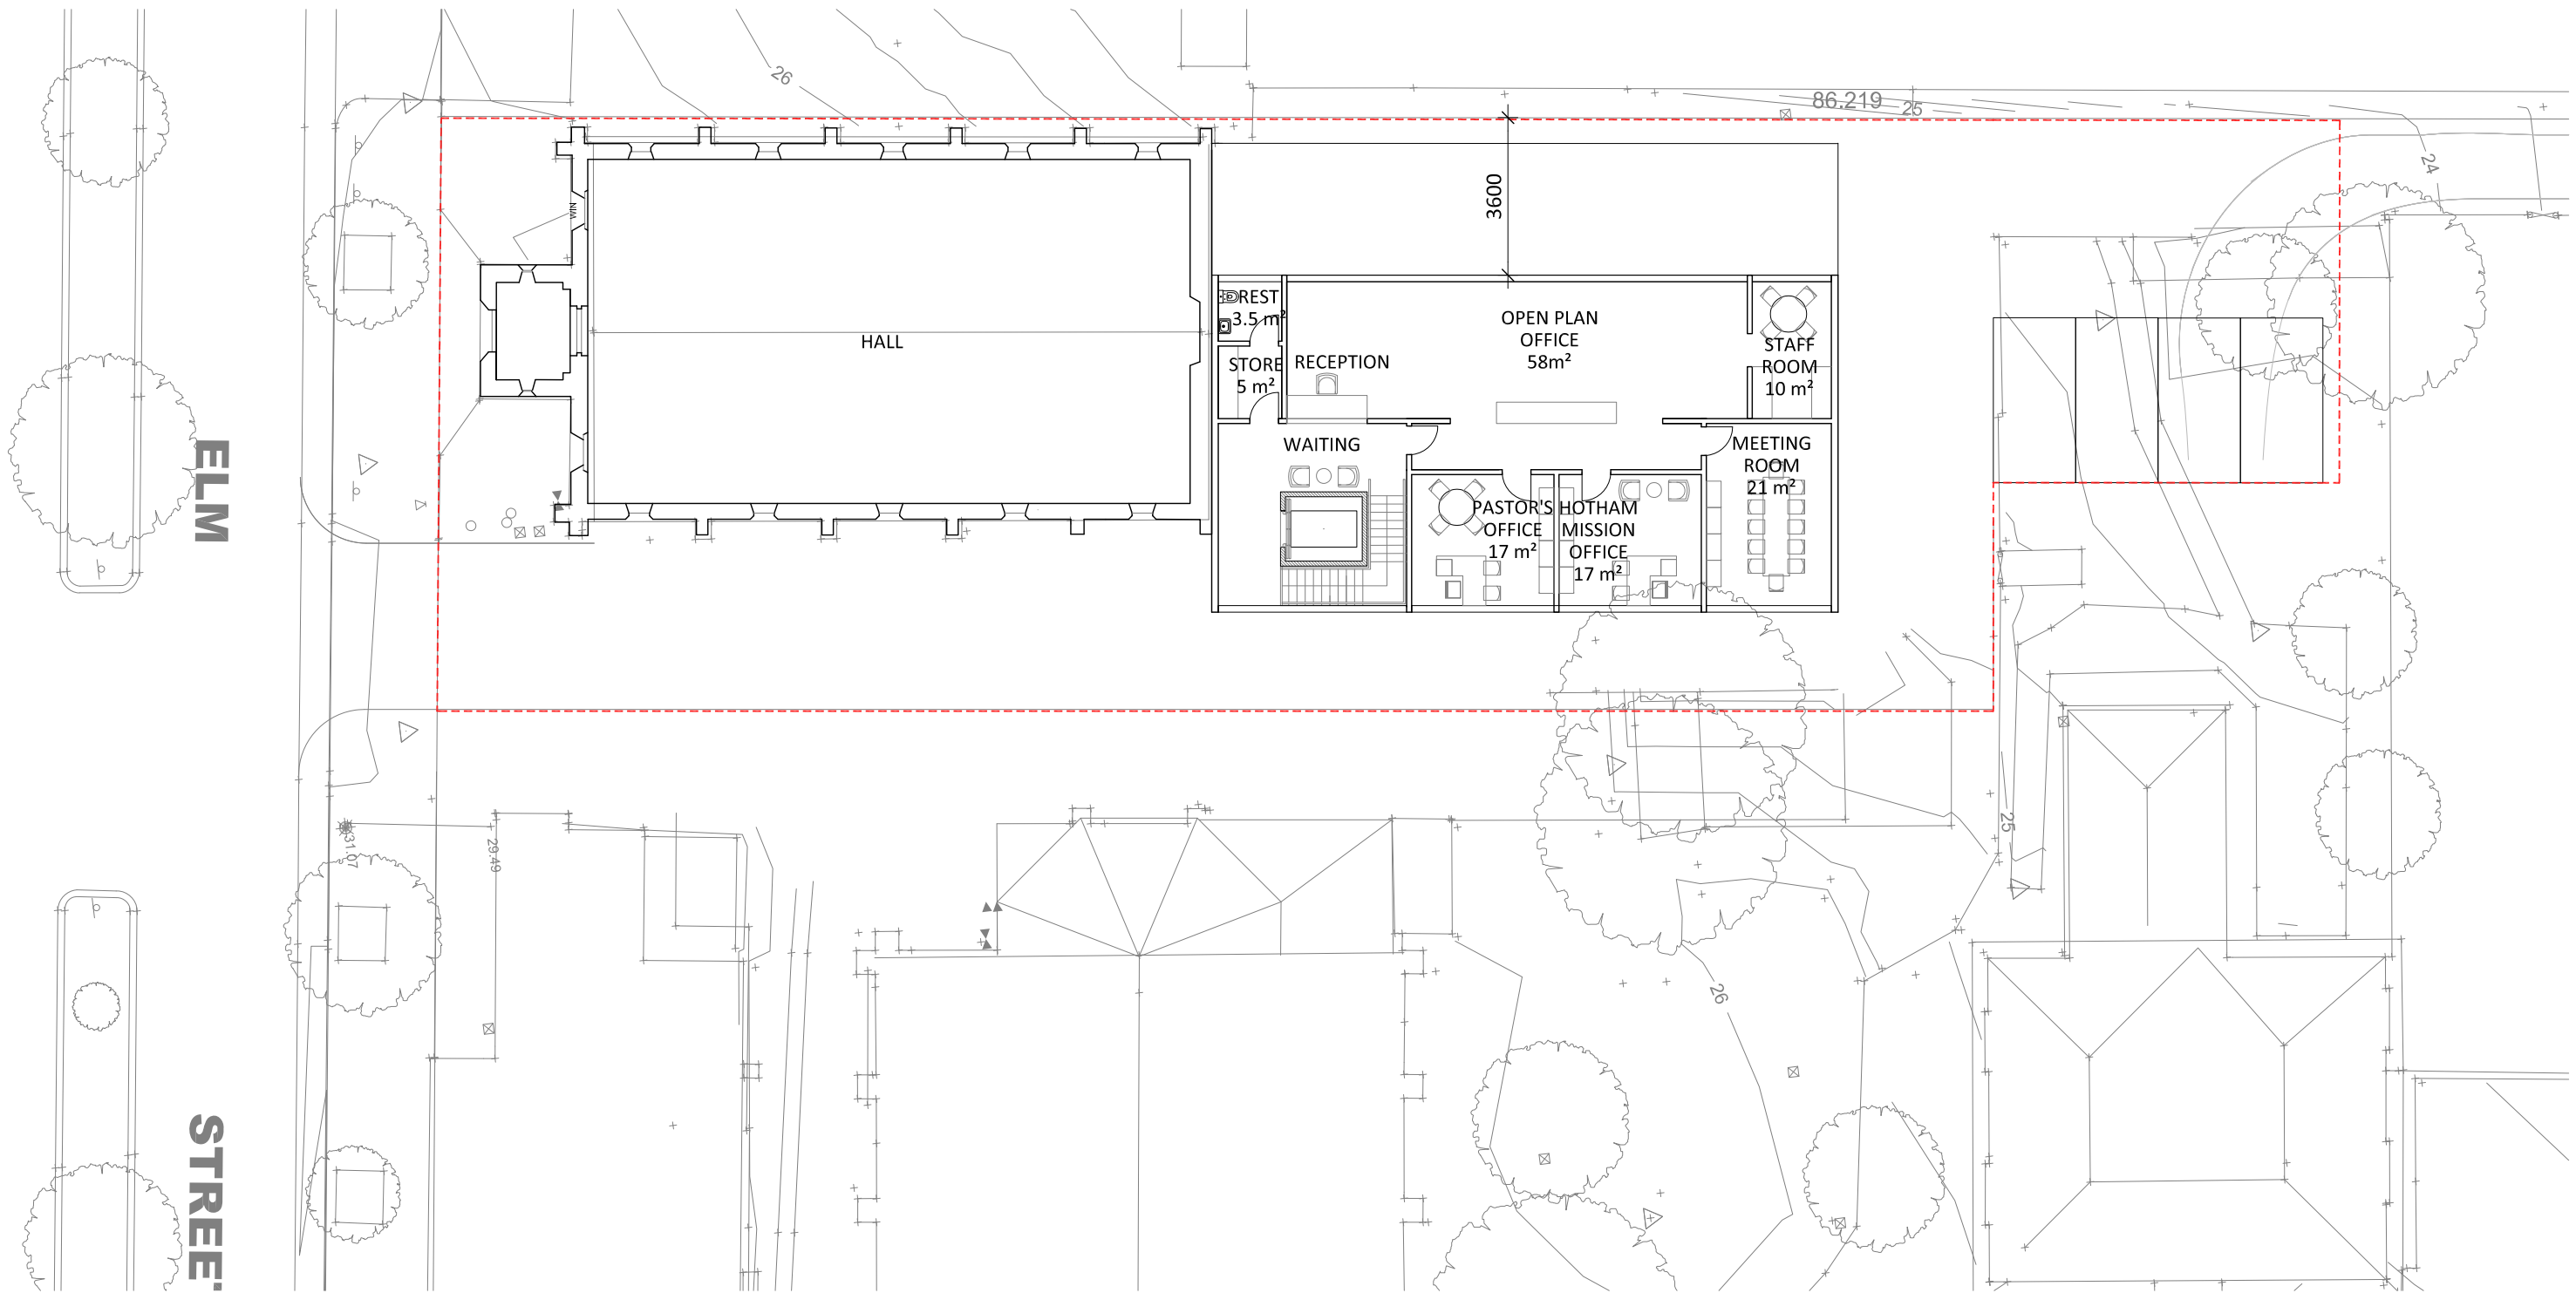 26
86.219
25
24
3600
WIN
REST
3.5 m²
OPEN PLAN
OFFICE
58m²
HALL
STORE
5 m²
RECEPTION
STAFF
ROOM
10 m²
WAITING
MEETING
ROOM
21 m²
PASTOR'S
OFFICE
17 m²
HOTHAM
MISSION
OFFICE
17 m²
ELM
31.07
29.49
25
26
STREET